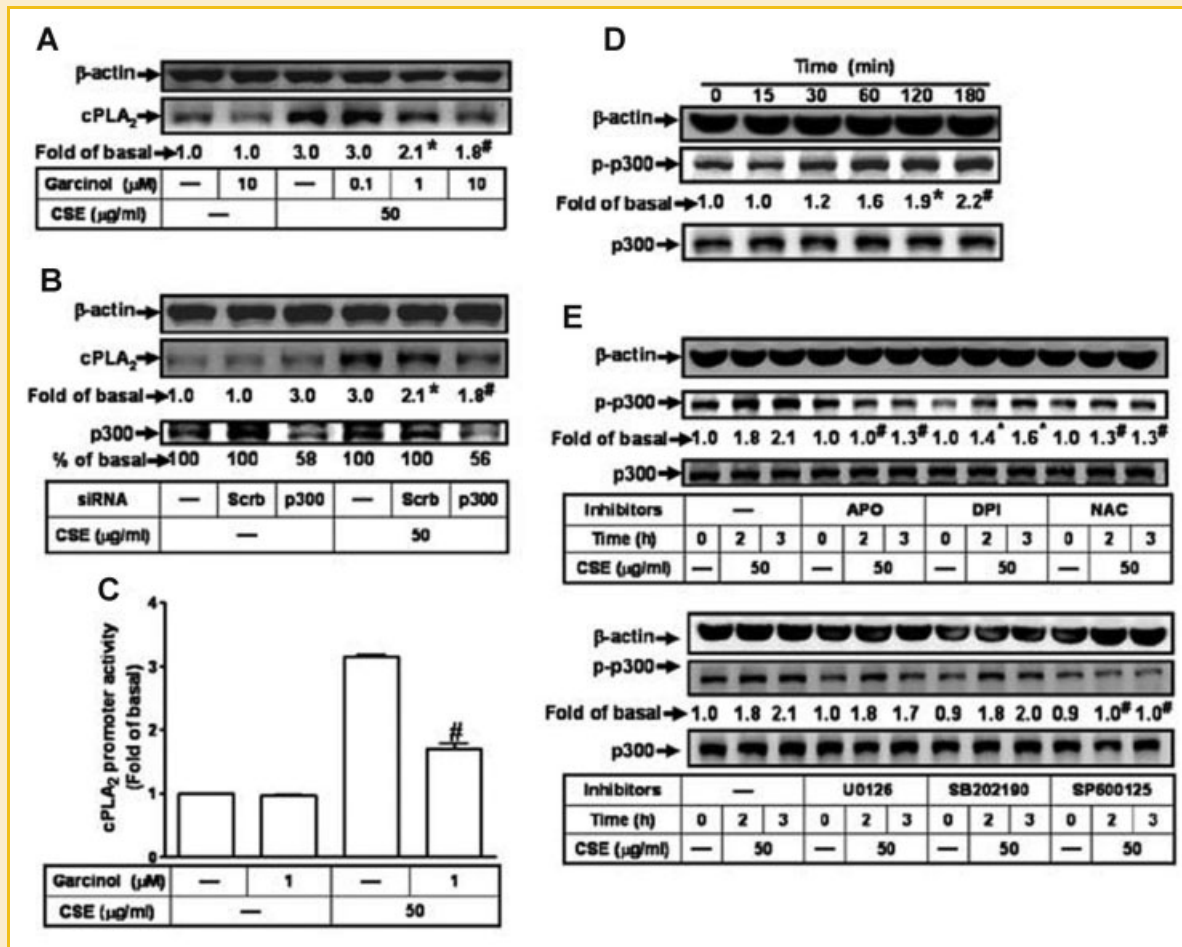 A
β-actin
cPLA2
Fold of basal 1.0 1.0 3.0 3.0 2.1* 1.8#
Garcinol (μM) — 10 — 0.1 1 10
CSE (μg/ml) — 50
B
β-actin
cPLA2
Fold of basal 1.0 1.0 3.0 3.0 2.1* 1.8#
p300
% of basal 100 100 58 100 100 56
siRNA — Scrb p300 — Scrb p300
CSE (μg/ml) — 50
C
cPLA2 promoter activity
(Fold of basal)
4
3
2
1
0
#
Garcinol (μM) — 1 — 1
CSE (μg/ml) — 50
D
Time (min)
0 15 30 60 120 180
β-actin
p-p300
Fold of basal 1.0 1.0 1.2 1.6 1.9* 2.2#
p300
E
β-actin
p-p300
Fold of basal 1.0 1.8 2.1 1.0 1.0# 1.3# 1.0 1.4* 1.6* 1.0 1.3# 1.3#
p300
Inhibitors — APO DPI NAC
Time (h) 0 2 3 0 2 3 0 2 3 0 2 3
CSE (μg/ml) — 50 — 50 — 50 — 50
β-actin
p-p300
Fold of basal 1.0 1.8 2.1 1.0 1.8 1.7 0.9 1.8 2.0 0.9 1.0# 1.0#
p300
Inhibitors — U0126 SB202190 SP600125
Time (h) 0 2 3 0 2 3 0 2 3 0 2 3
CSE (μg/ml) — 50 — 50 — 50 — 50